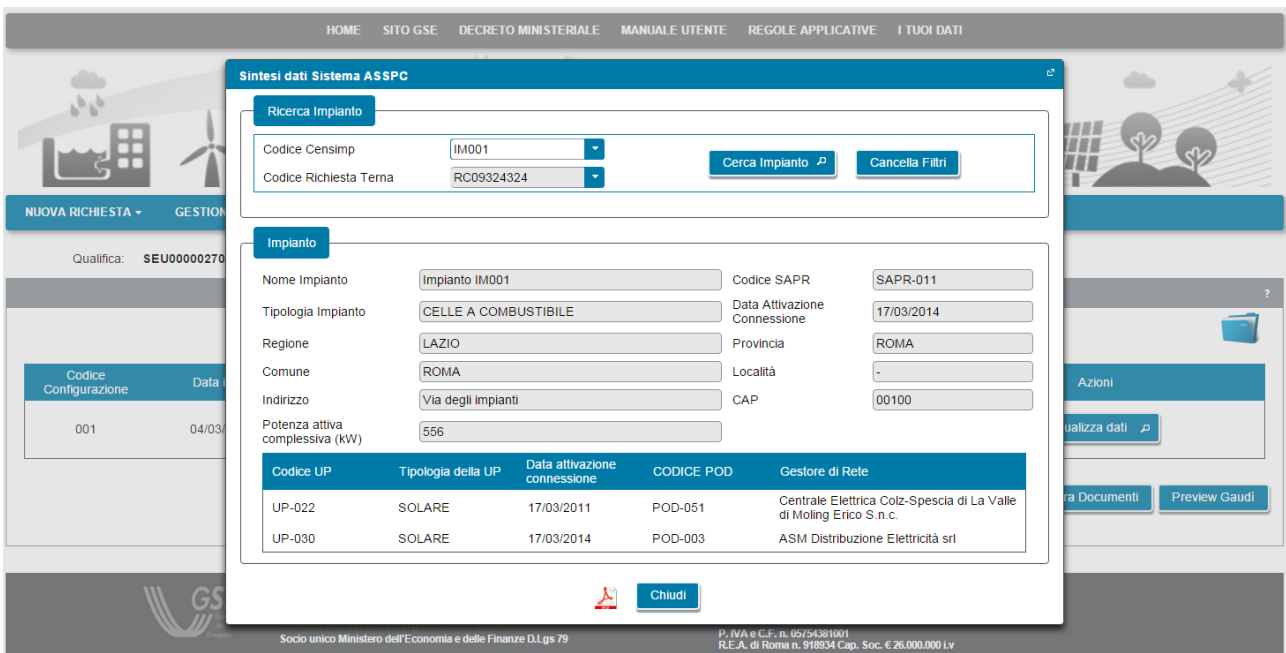 HOME SITO GSE DECRETO MINISTERIALE MANUALE UTENTE REGOLE APPLICATIVE I TUOI DATI
Sintesi dati Sistema ASSPC
Ricerca Impianto
Codice Censimp IM001
Cerca Impianto Cancella Filtri
Codice Richiesta Terna RC09324324
NUOVA RICHIESTA GESTION
Impianto
Qualifica: SEU00000270
Nome Impianto Impianto IM001 Codice SAPR SAPR-011
?
Tipologia Impianto CELLE A COMBUSTIBILE Data Attivazione
Connessione 17/03/2014
Regione LAZIO Provincia ROMA
Comune ROMA Località -
Codice
Configurazione Data i Azioni
Indirizzo Via degli impianti CAP 00100
001 04/03/ ualizza dati
Potenza attiva
complessiva (kW) 556
Codice UP Tipologia della UP Data attivazione
connessione CODICE POD Gestore di Rete
ra Documenti Preview Gaudì
UP-022 SOLARE 17/03/2011 POD-051 Centrale Elettrica Colz-Spescia di La Valle
di Moling Erico S.n.c.
UP-030 SOLARE 17/03/2014 POD-003 ASM Distribuzione Elettricità srl
Chiudi
GS
Socio unico Ministero dell'Economia e delle Finanze D.Lgs 79
P. IVA e C.F. n. 05754381001
R.E.A. di Roma n. 918934 Cap. Soc. € 26.000.000 i.v